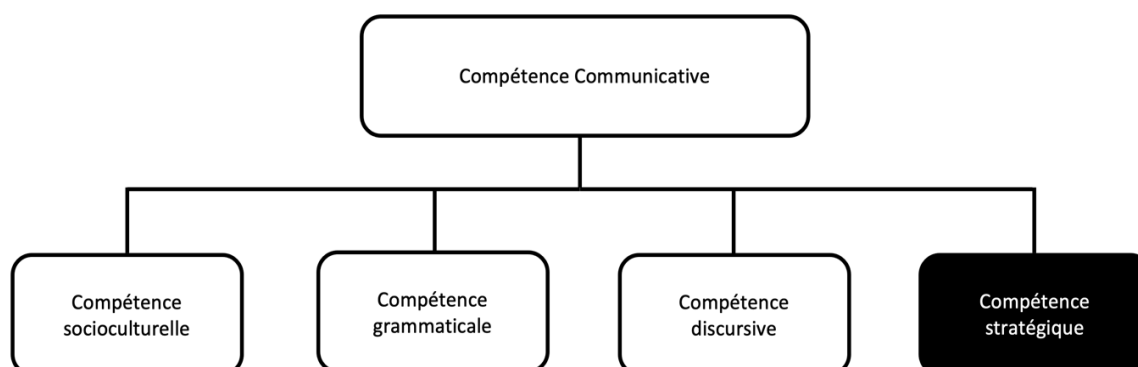 Compétence Communicative
Compétence
socioculturelle
Compétence
grammaticale
Compétence
discursive
Compétence
stratégique